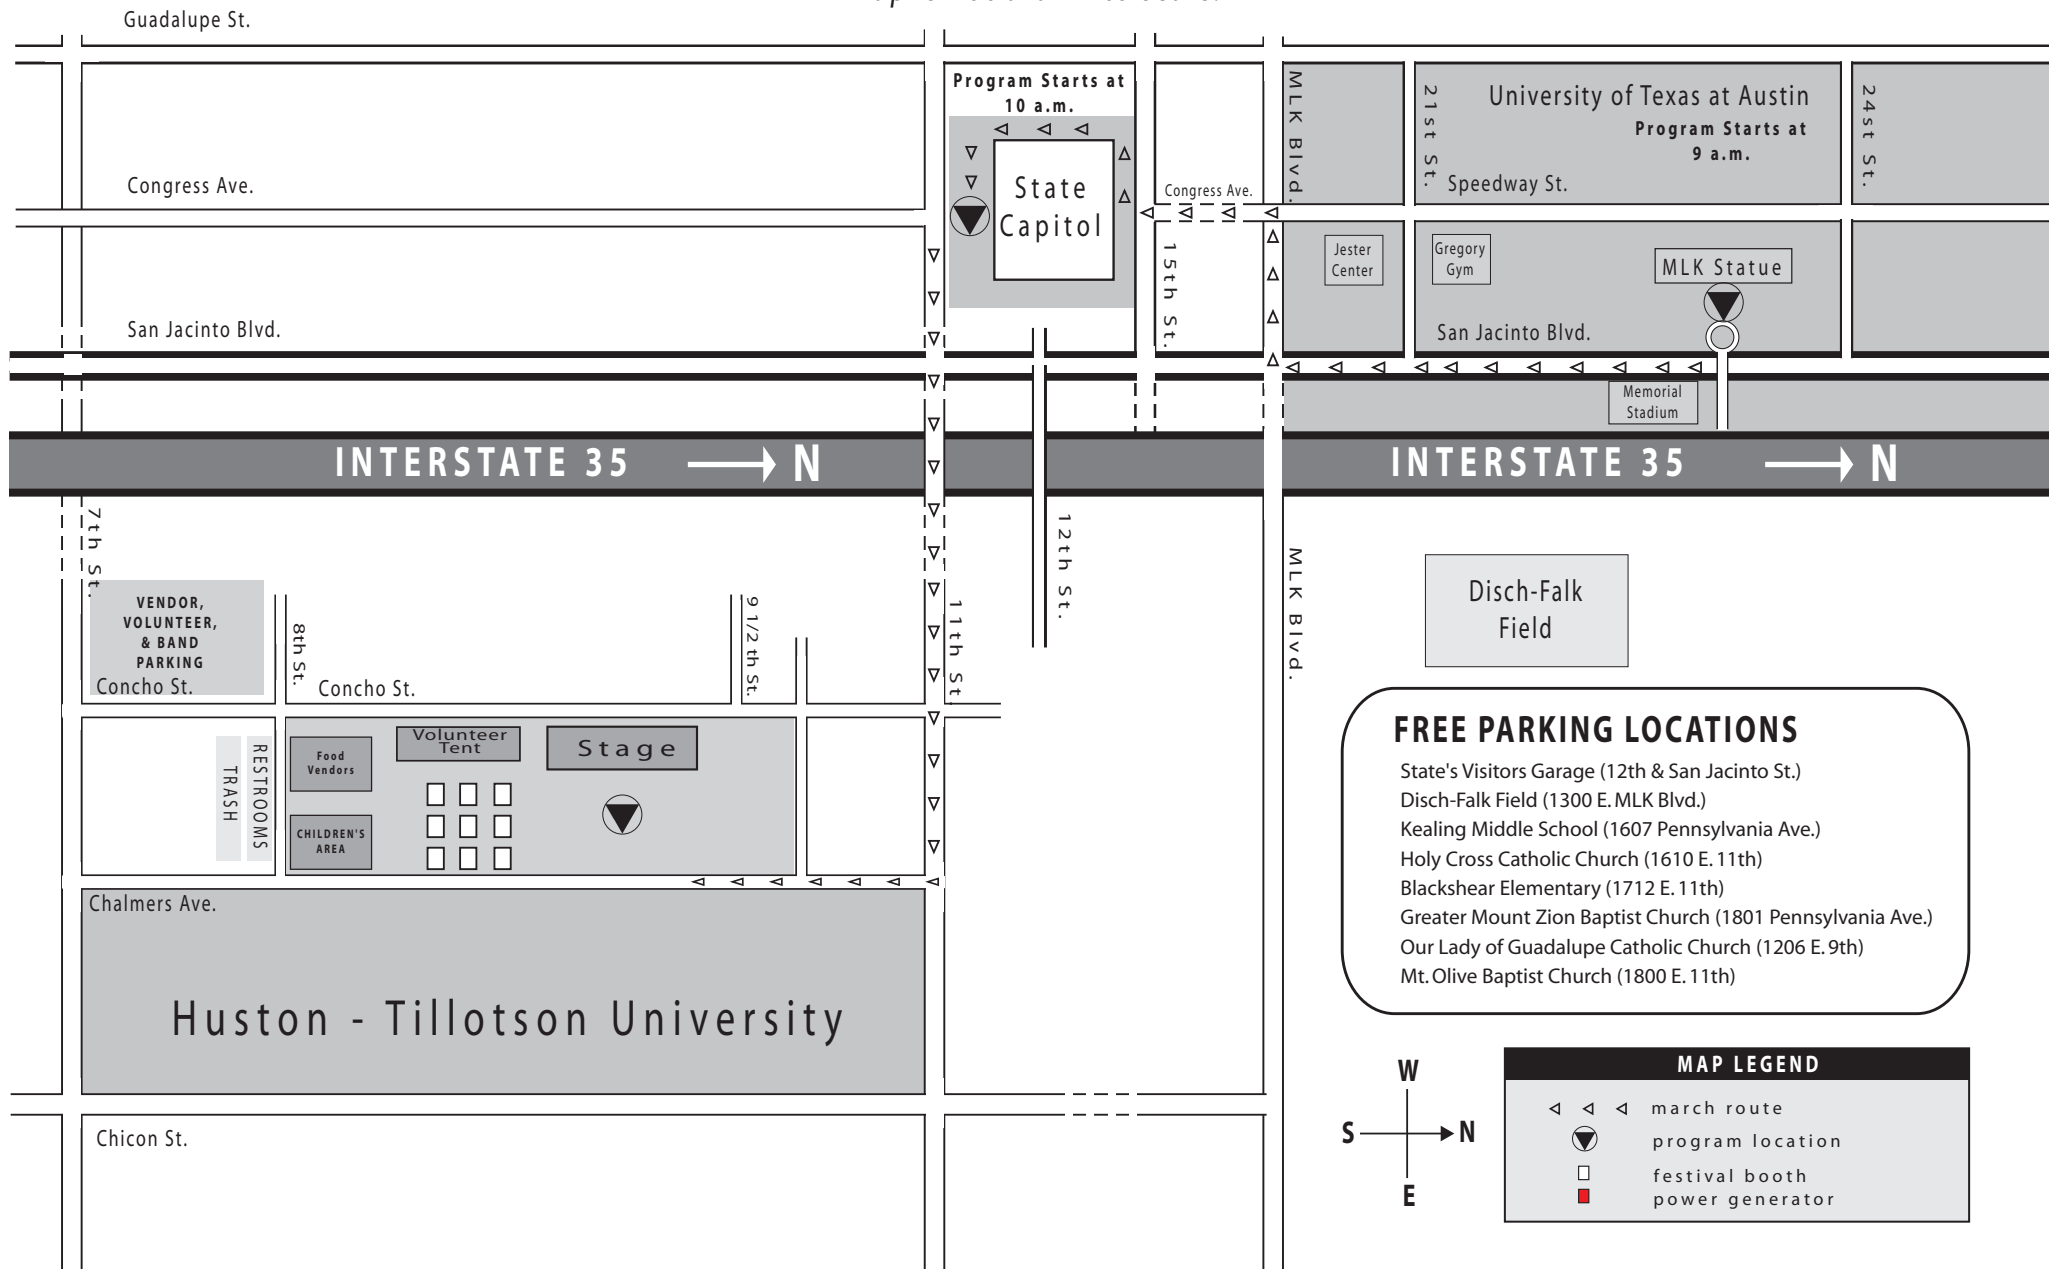 Guadalupe St.
Program Starts at
10 a.m.
MLK Blvd.
21st St.
University of Texas at Austin
Program Starts at
9 a.m.
24st St.
Congress Ave.
State
Capitol
Congress Ave.
Speedway St.
15th St.
Jester
Center
Gregory
Gym
MLK Statue
San Jacinto Blvd.
San Jacinto Blvd.
Memorial
Stadium
INTERSTATE 35
N
INTERSTATE 35
N
7th St.
12th St.
MLK Blvd.
Disch-Falk
Field
VENDOR,
VOLUNTEER,
& BAND
PARKING
8th St.
9 1/2 th St.
11th St.
Concho St.
Concho St.
TRASH
RESTROOMS
Food
Vendors
Volunteer
Tent
Stage
CHILDREN'S
AREA
Chalmers Ave.
Huston - Tillotson University
Chicon St.
FREE PARKING LOCATIONS
State's Visitors Garage (12th & San Jacinto St.)
Disch-Falk Field (1300 E. MLK Blvd.)
Kealing Middle School (1607 Pennsylvania Ave.)
Holy Cross Catholic Church (1610 E. 11th)
Blackshear Elementary (1712 E. 11th)
Greater Mount Zion Baptist Church (1801 Pennsylvania Ave.)
Our Lady of Guadalupe Catholic Church (1206 E. 9th)
Mt. Olive Baptist Church (1800 E. 11th)
W
S
N
E
MAP LEGEND
march route
program location
festival booth
power generator